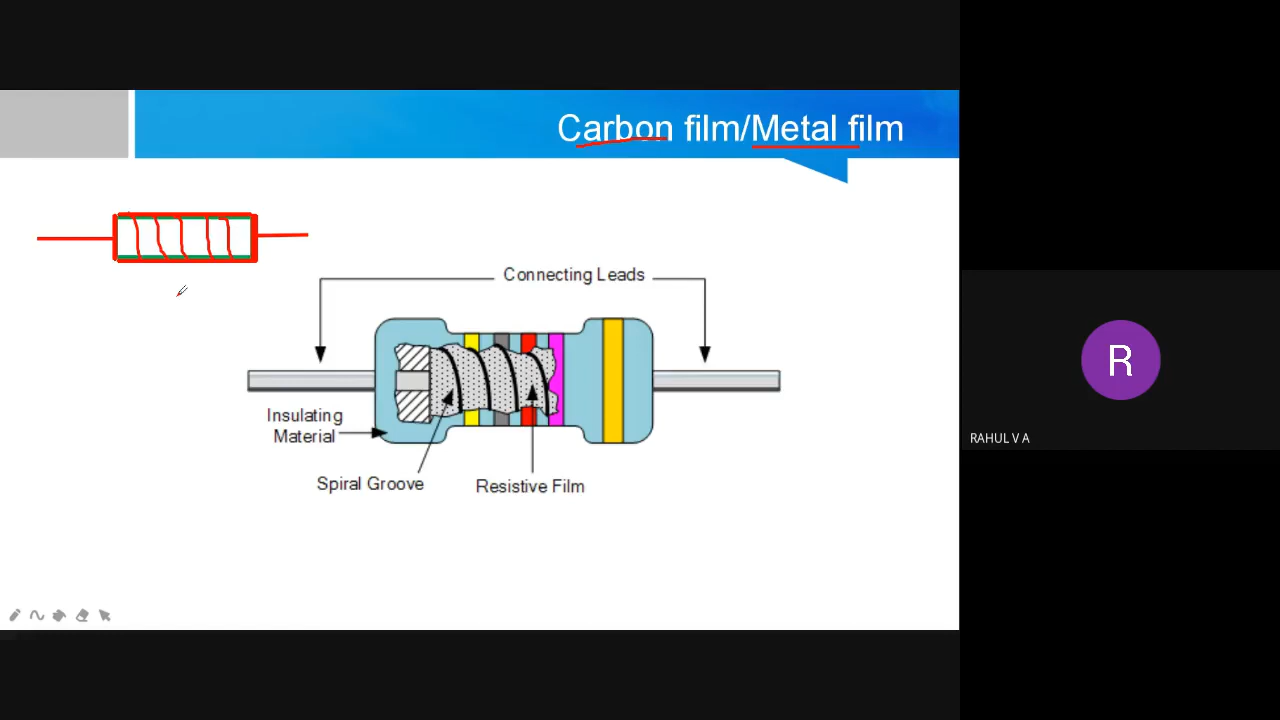 Carbon film/Metal film
Connecting Leads
Insulating
Material
Spiral Groove
Resistive Film
R
RAHUL V A